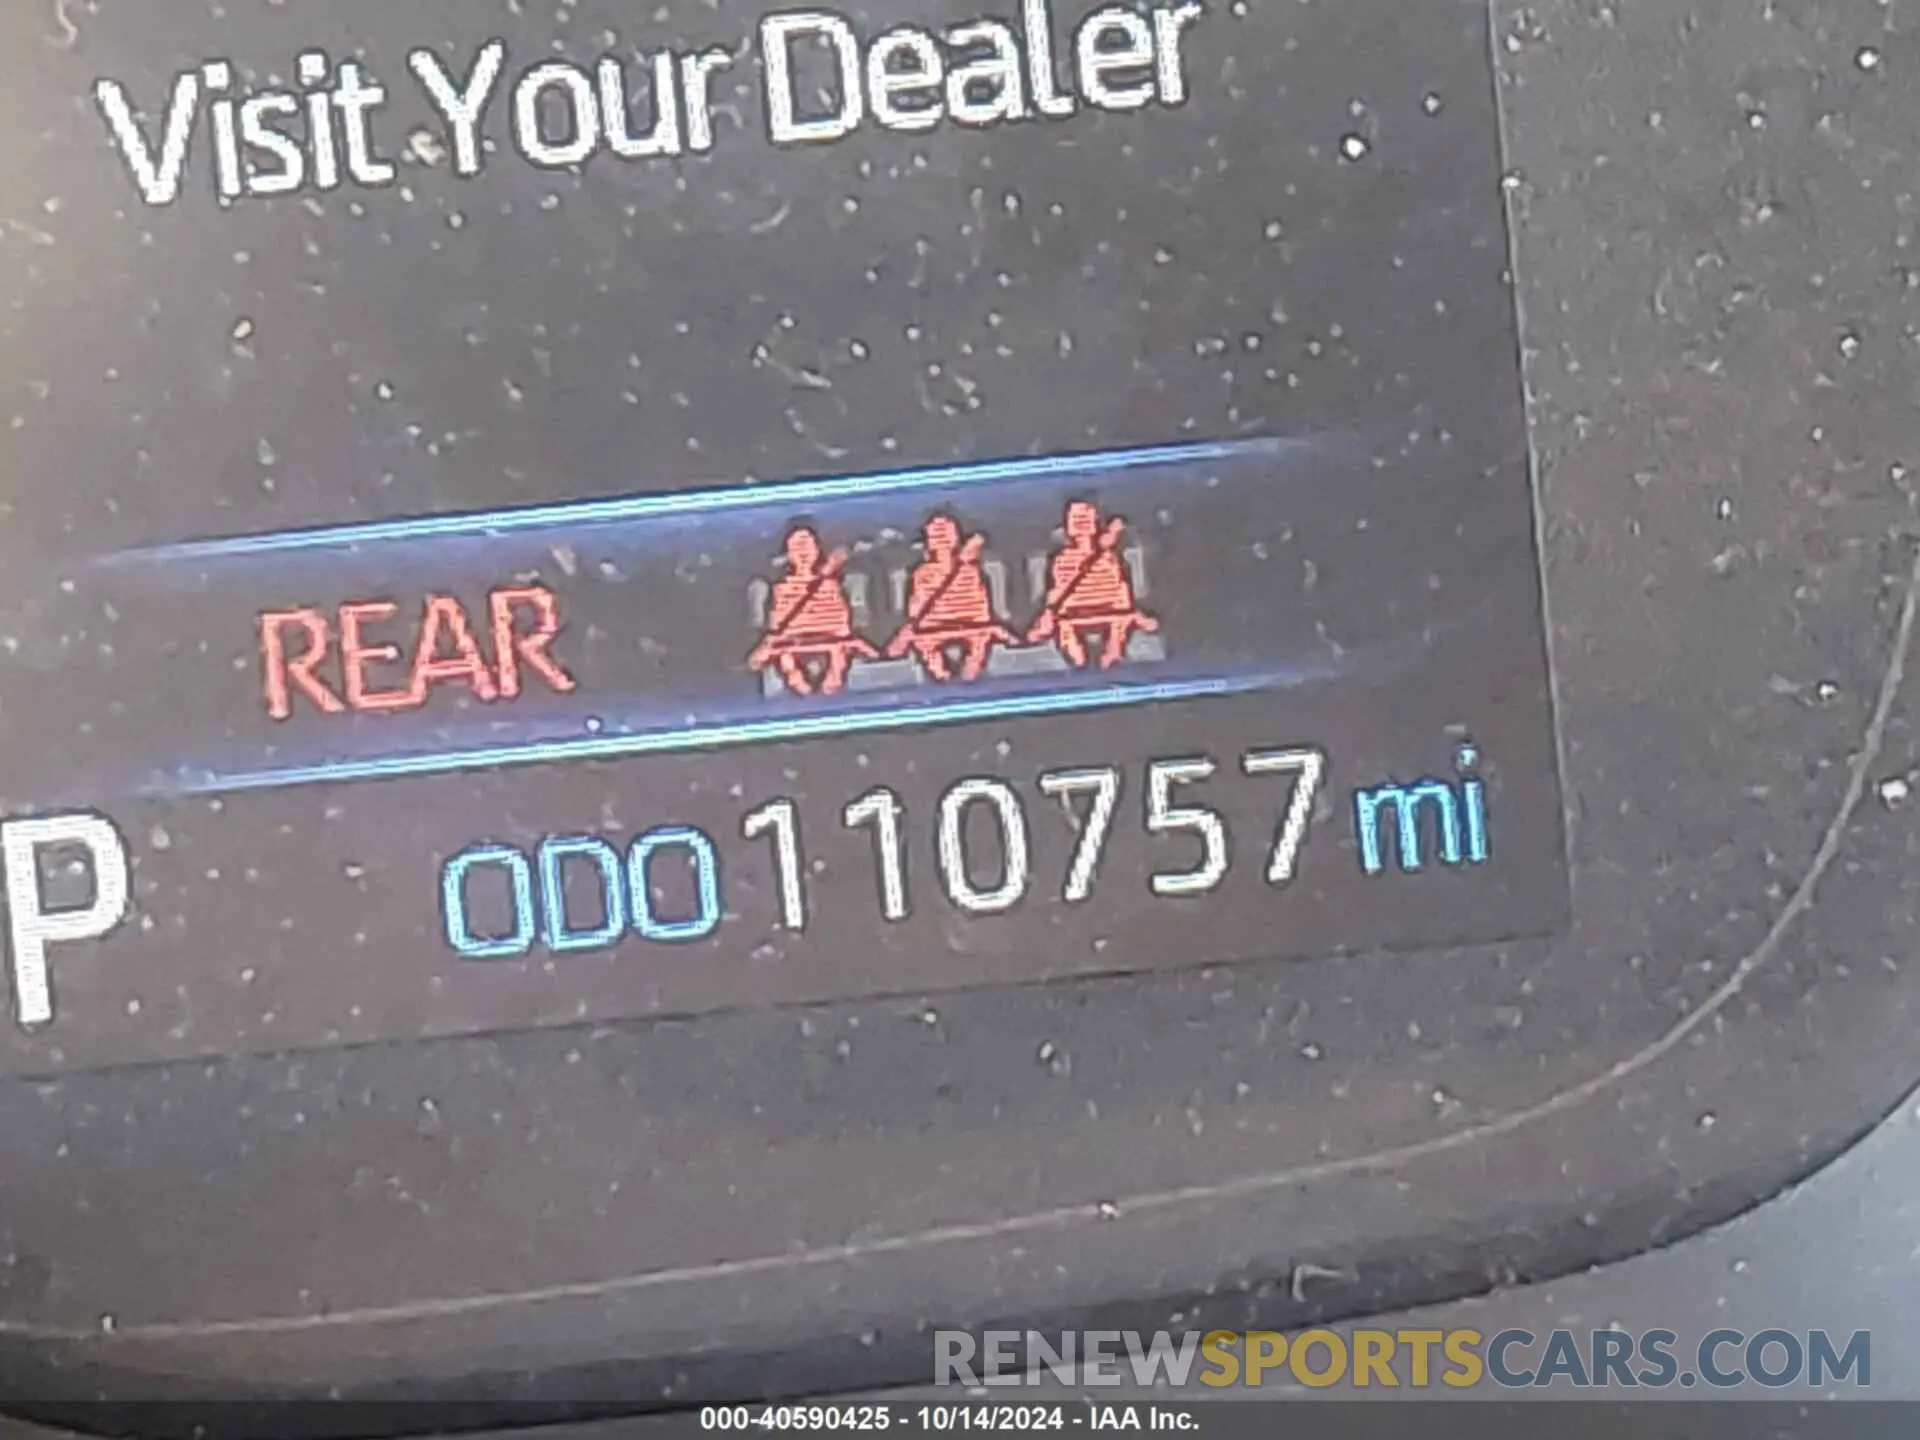 Visit Your Dealer
REAR
P ODO 110757 mi
RENEWSPORTSCARS.COM
000-40590425 - 10/14/2024 - IAA Inc.